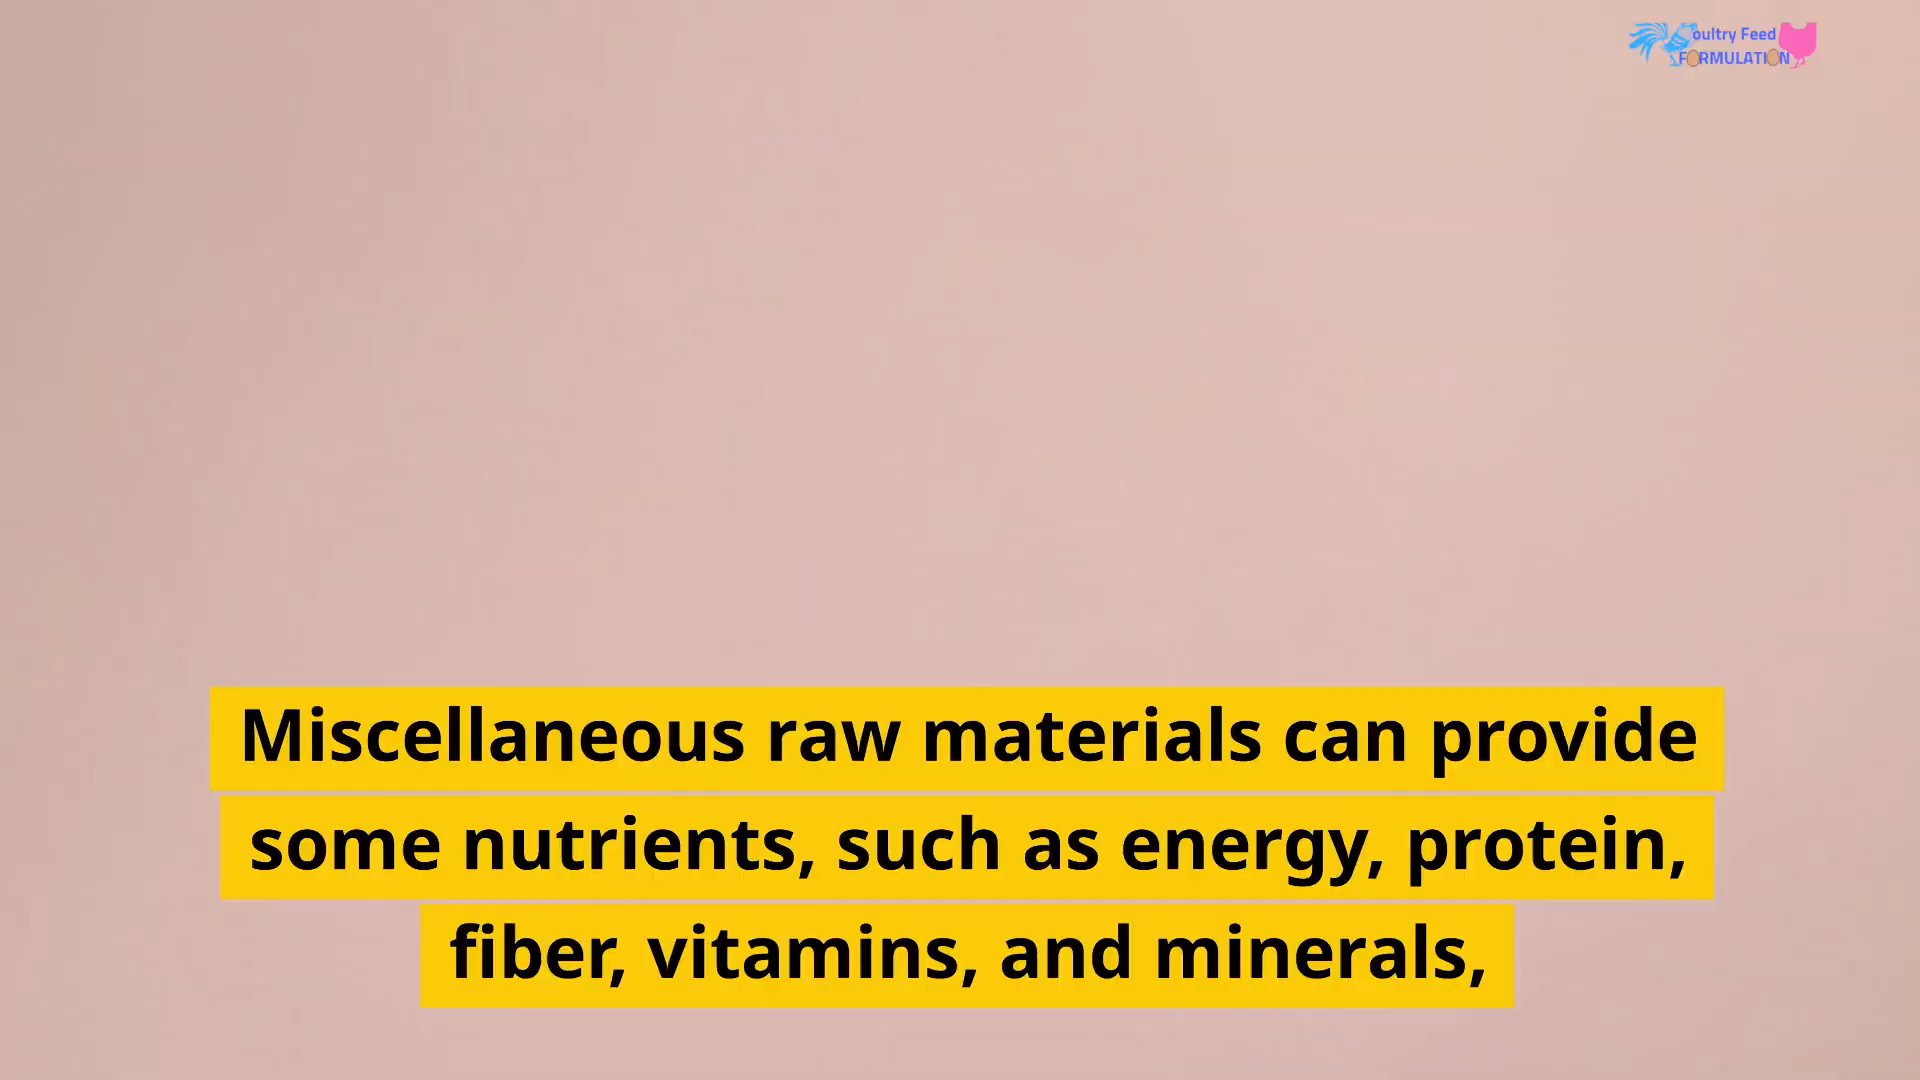 oultry Feed
FORMULATION
Miscellaneous raw materials can provide
some nutrients, such as energy, protein,
fiber, vitamins, and minerals,